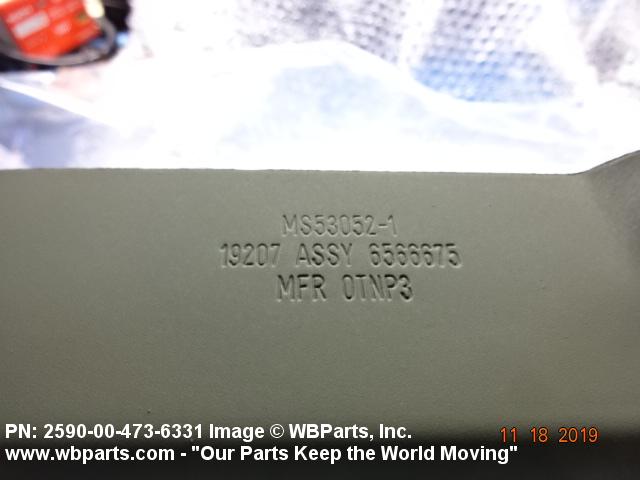 MS53052-1
19207 ASSY 6566675
MFR 0TNP3
PN: 2590-00-473-6331 Image © WBParts, Inc.
11 18 2019
www.wbparts.com - "Our Parts Keep the World Moving"